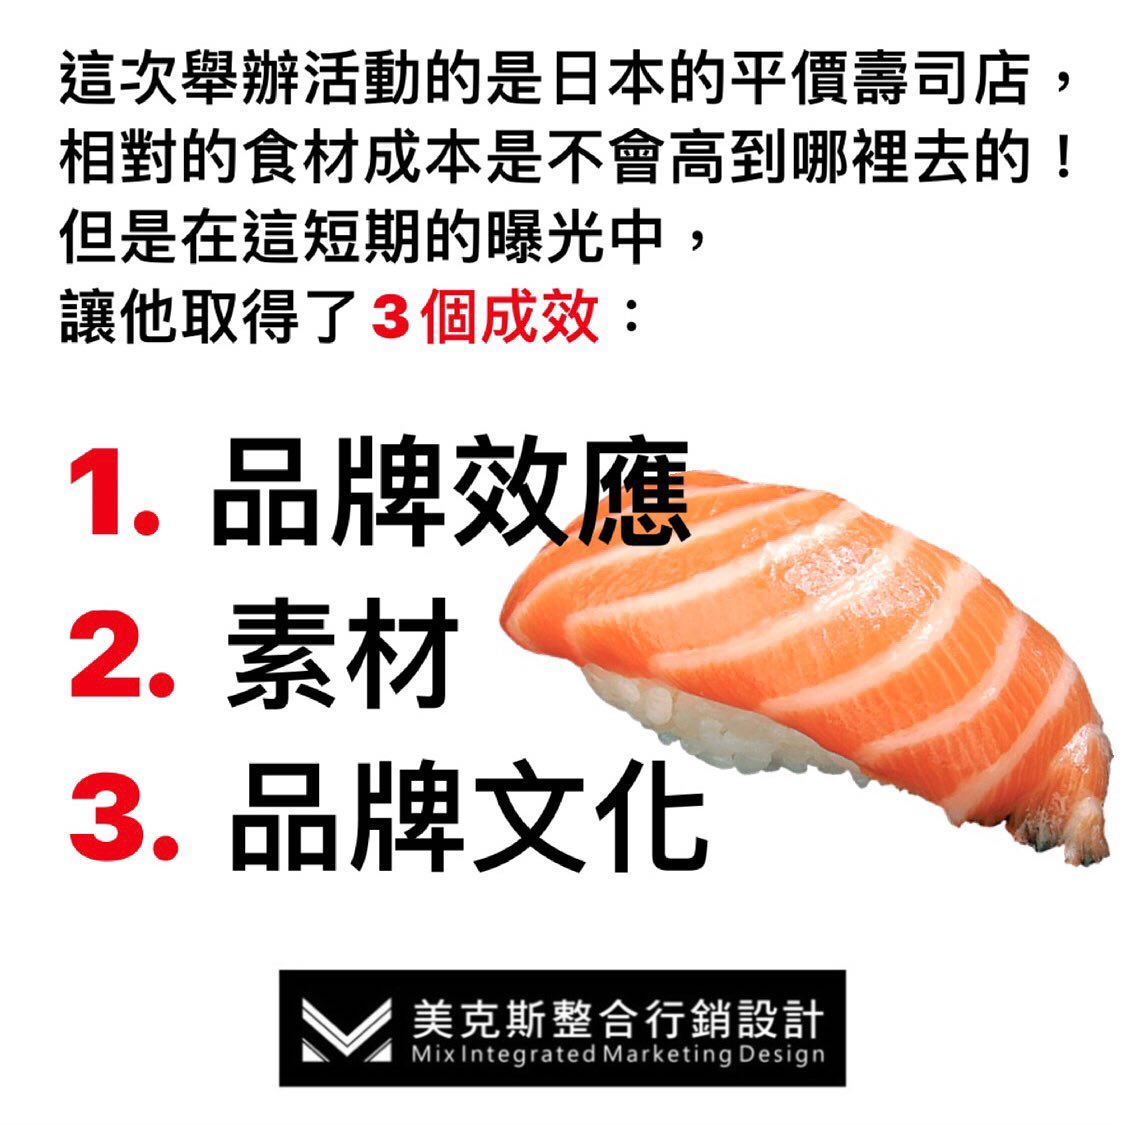 這次舉辦活動的是日本的平價壽司店，
相對的食材成本是不會高到哪裡去的！
但是在這短期的曝光中，
讓他取得了3個成效：
1. 品牌效應
2. 素材
3. 品牌文化
美克斯整合行銷設計
Mix Integrated Marketing Design